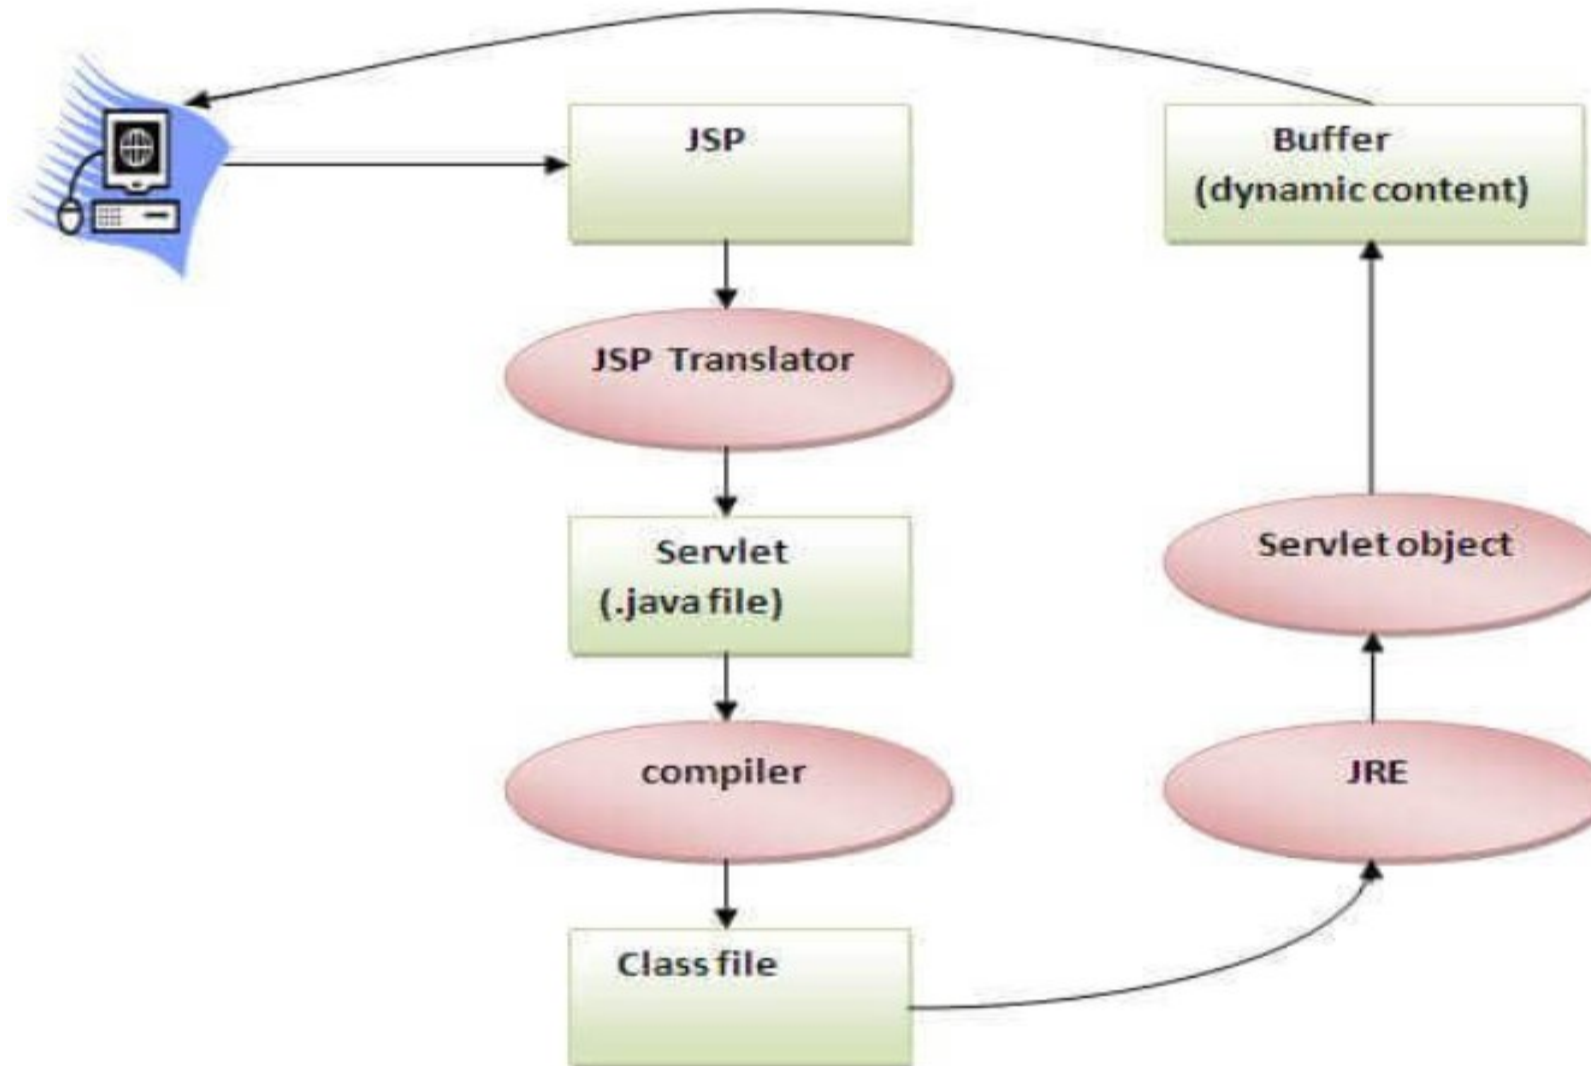 JSP
JSP Translator
Servlet
(.java file)
compiler
Class file
JRE
Servlet object
Buffer
(dynamic content)